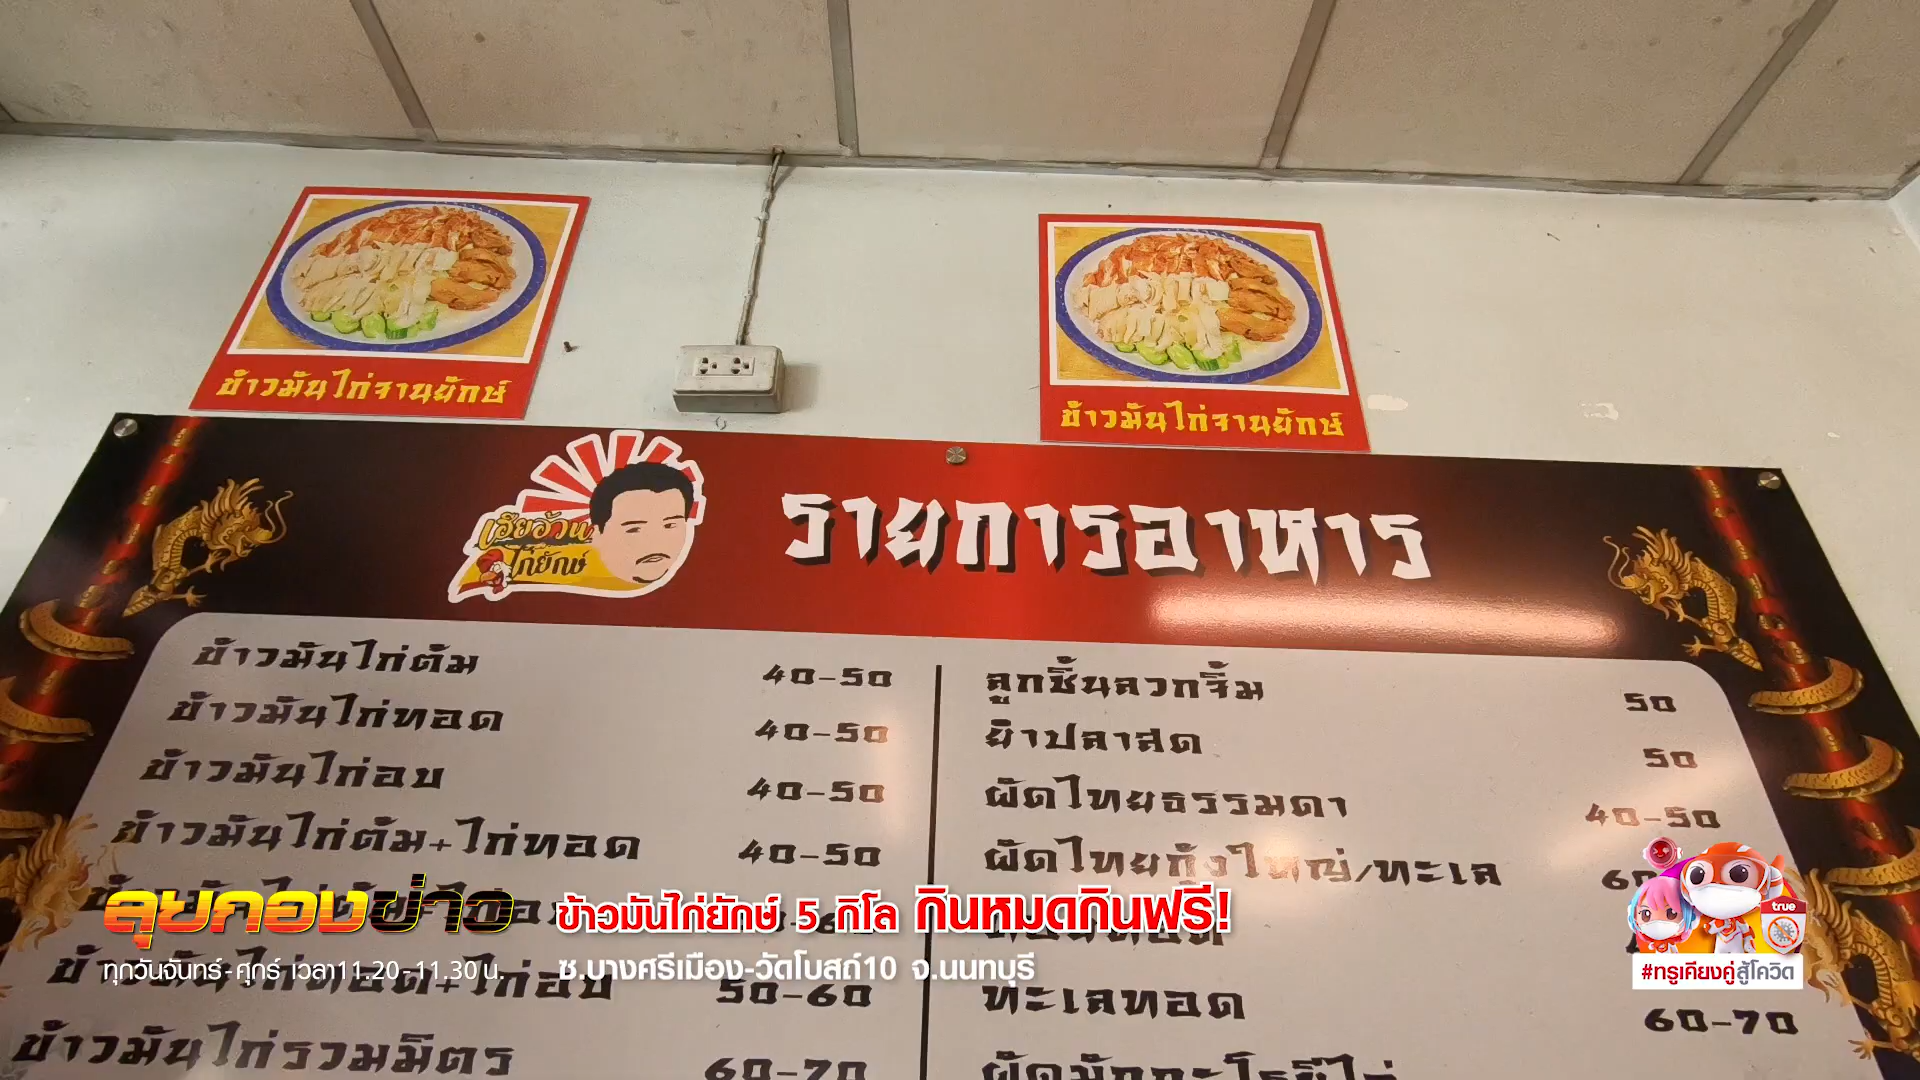 ข้าวมันไก่จานยักษ์
ข้าวมันไก่จานยักษ์
เฮียอ้วน
ไก่ยักษ์
รายการอาหาร
ข้าวมันไก่ต้ม 40-50
ข้าวมันไก่ทอด 40-50
ข้าวมันไก่อบ 40-50
ข้าวมันไก่ต้ม+ไก่ทอด 40-50
ข้าวมันไก่ทอด+ไก่อบ 50-60
ข้าวมันไก่รวมมิตร 60-70
ลูกชิ้นลวกจิ้ม 50
ยำปลาสด 50
ผัดไทยธรรมดา 40-50
ผัดไทยกุ้งใหญ่/ทะเล
ทะเลทอด 60-70
ลุยกองข่าว
ทุกวันจันทร์-ศุกร์ เวลา11.20-11.30น.
ข้าวมันไก่ยักษ์ 5 กิโล กินหมดกินฟรี!
ซ.บางศรีเมือง-วัดโบสถ์10 จ.นนทบุรี
true
#ทรูเคียงคู่สู้โควิด